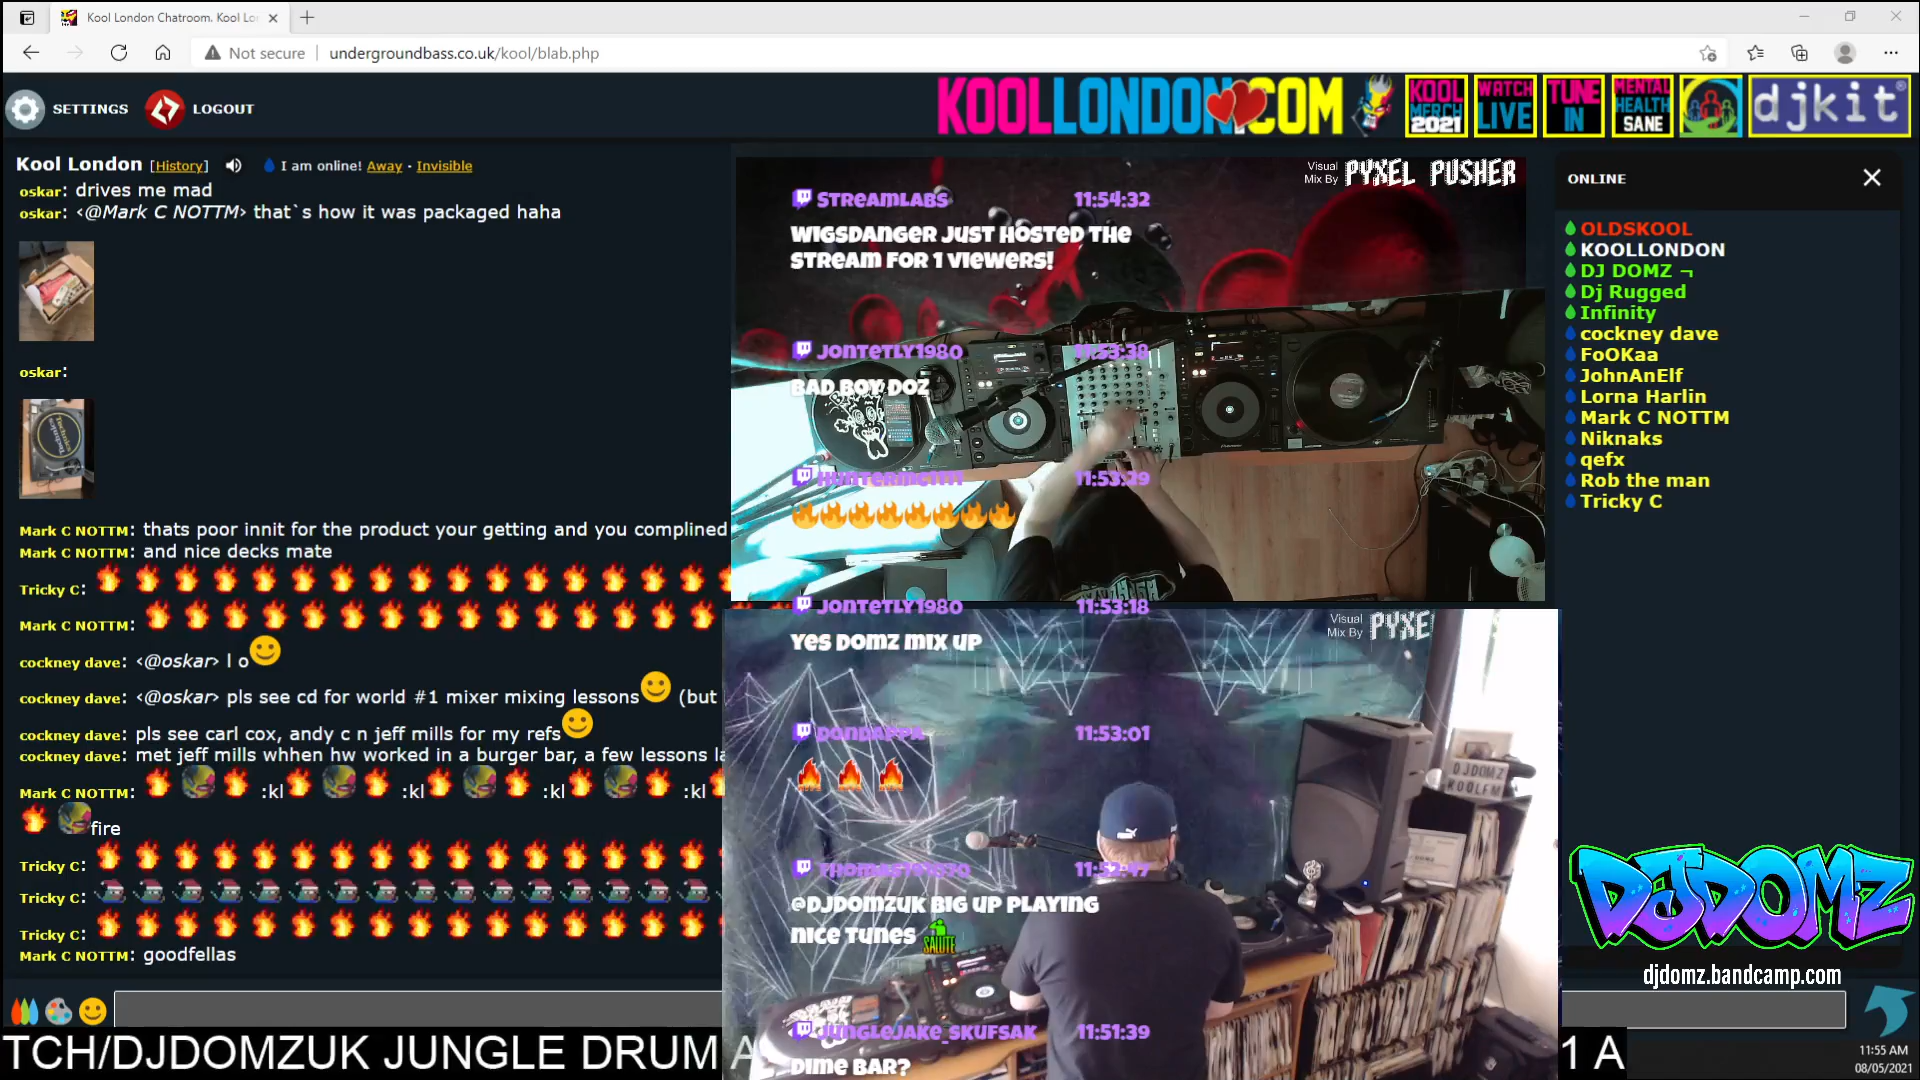 Kool London Chatroom. Kool Lo
Not secure
undergroundbass.co.uk/kool/blab.php
SETTINGS
LOGOUT
KOOLLONDON.COM
KOOL MERCH 2021
WATCH LIVE
TUNE IN
MENTAL HEALTH SANE
djkit
Kool London [History]
I am online! Away · Invisible
oskar: drives me mad
oskar: <@Mark C NOTTM> that`s how it was packaged haha
oskar:
Mark C NOTTM: thats poor innit for the product your getting and you complined
Mark C NOTTM: and nice decks mate
Tricky C:
Mark C NOTTM:
cockney dave: <@oskar> l o
cockney dave: <@oskar> pls see cd for world #1 mixer mixing lessons (but
cockney dave: pls see carl cox, andy c n jeff mills for my refs
cockney dave: met jeff mills whhen hw worked in a burger bar, a few lessons la
Mark C NOTTM: :kl :kl :kl :kl
fire
Tricky C:
Tricky C:
Tricky C:
Mark C NOTTM: goodfellas
Visual Mix By PYXEL PUSHER
STREAMLABS 11:54:32
WIGSDANGER JUST HOSTED THE
STREAM FOR 1 VIEWERS!
JONTETLY1980 11:53:38
BAD BOY DOZ
11:53:29
JONTETLY1980 11:53:18
Visual Mix By PYXE
YES DOMZ MIX UP
DONDAPPA 11:53:01
DJDOMZ
KOOLFM
11:52:47
@DJDOMZUK BIG UP PLAYING
NICE TUNES SALUTE
JUNGLEJAKE_SKUFSAK 11:51:39
DIME BAR?
ONLINE
OLDSKOOL
KOOLLONDON
DJ DOMZ ¬
Dj Rugged
Infinity
cockney dave
FoOKaa
JohnAnElf
Lorna Harlin
Mark C NOTTM
Niknaks
qefx
Rob the man
Tricky C
DJDOMZ
djdomz.bandcamp.com
TCH/DJDOMZUK JUNGLE DRUM A
1 A
11:55 AM
08/05/2021